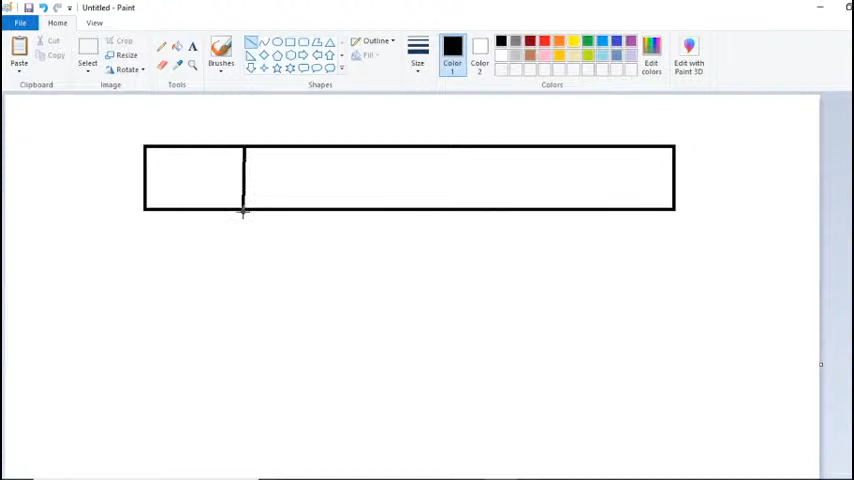 Untitled - Paint
File Home View
Paste
Cut
Copy
Clipboard
Select
Crop
Resize
Rotate
Image
A
Tools
Brushes
Outline
Fill
Shapes
Size
Color
1
Color
2
Edit
colors
Colors
Edit with
Paint 3D